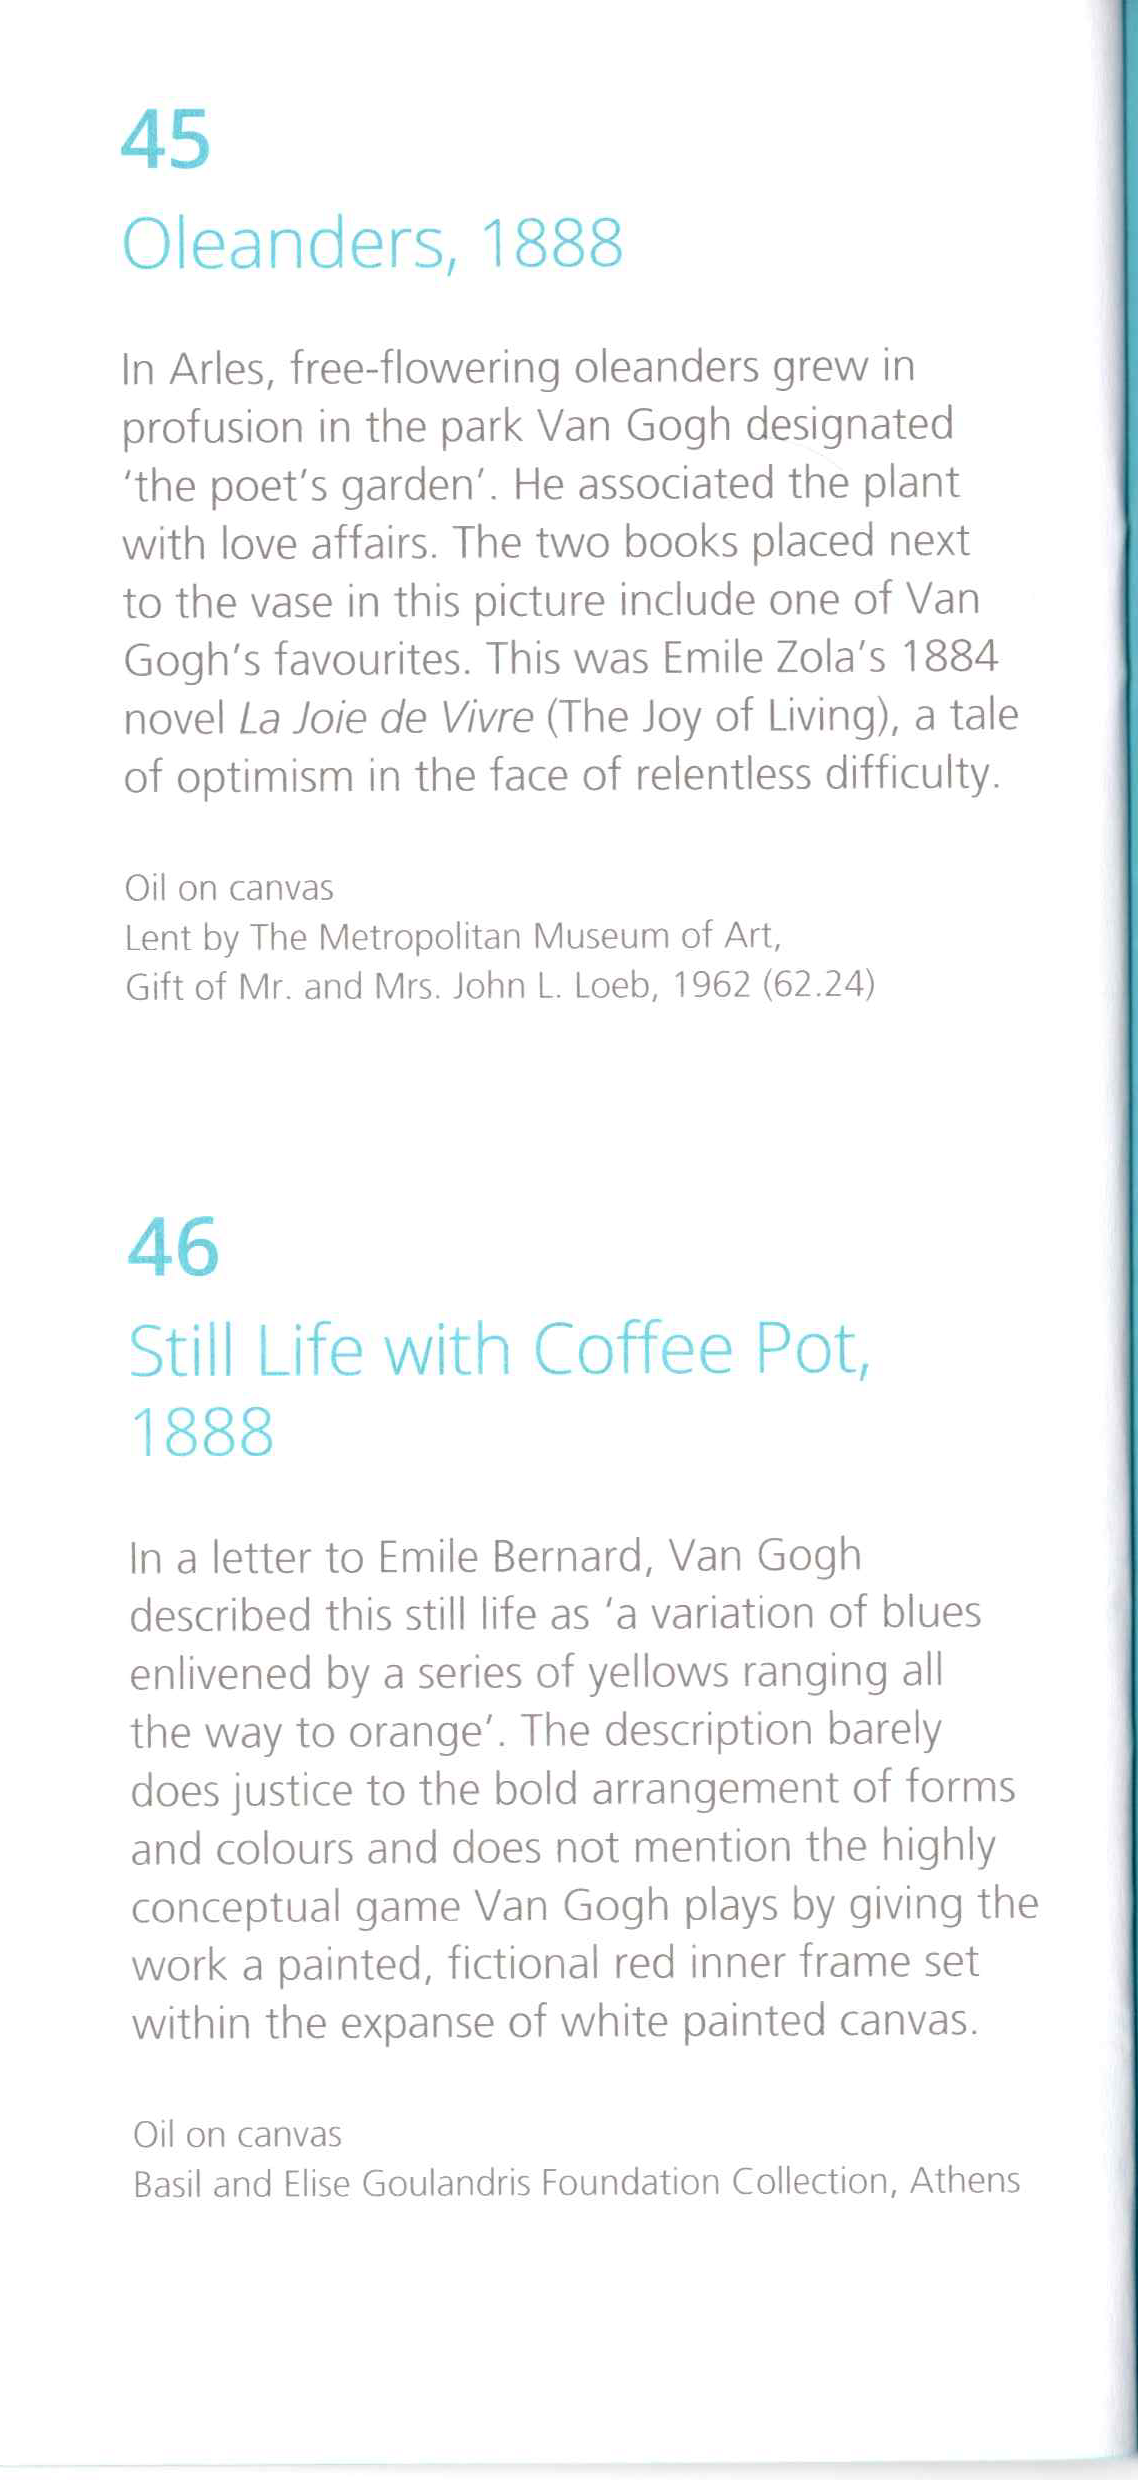 45
Oleanders, 1888
In Arles, free-flowering oleanders grew in
profusion in the park Van Gogh designated
‘the poet’s garden’. He associated the plant
with love affairs. The two books placed next
to the vase in this picture include one of Van
Gogh’s favourites. This was Emile Zola’s 1884
novel La Joie de Vivre (The Joy of Living), a tale
of optimism in the face of relentless difficulty.
Oil on canvas
Lent by The Metropolitan Museum of Art,
Gift of Mr. and Mrs. John L. Loeb, 1962 (62.24)
46
Still Life with Coffee Pot,
1888
In a letter to Emile Bernard, Van Gogh
described this still life as ‘a variation of blues
enlivened by a series of yellows ranging all
the way to orange’. The description barely
does justice to the bold arrangement of forms
and colours and does not mention the highly
conceptual game Van Gogh plays by giving the
work a painted, fictional red inner frame set
within the expanse of white painted canvas.
Oil on canvas
Basil and Elise Goulandris Foundation Collection, Athens